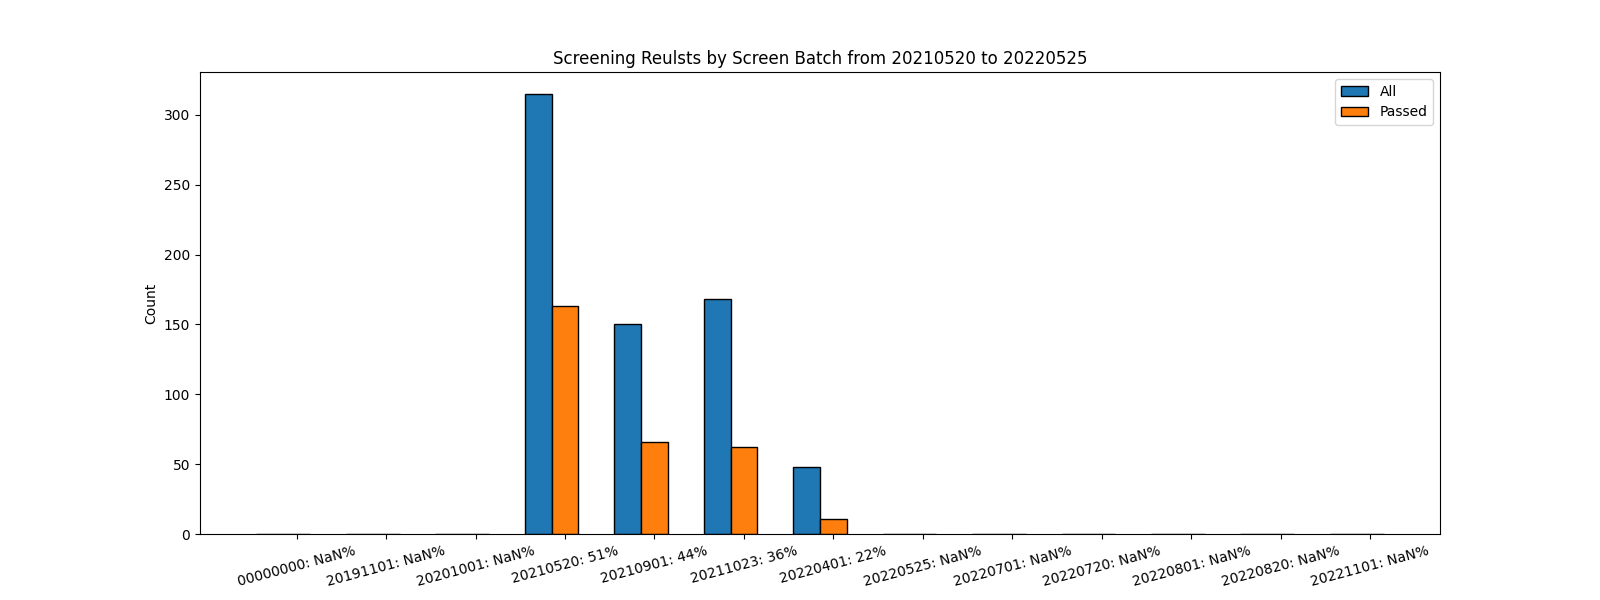 Screening Reulsts by Screen Batch from 20210520 to 20220525
All
Passed
Count
300
250
200
150
100
50
0
00000000: NaN%
20191101: NaN%
20201001: NaN%
20210520: 51%
20210901: 44%
20211023: 36%
20220401: 22%
20220525: NaN%
20220701: NaN%
20220720: NaN%
20220801: NaN%
20220820: NaN%
20221101: NaN%